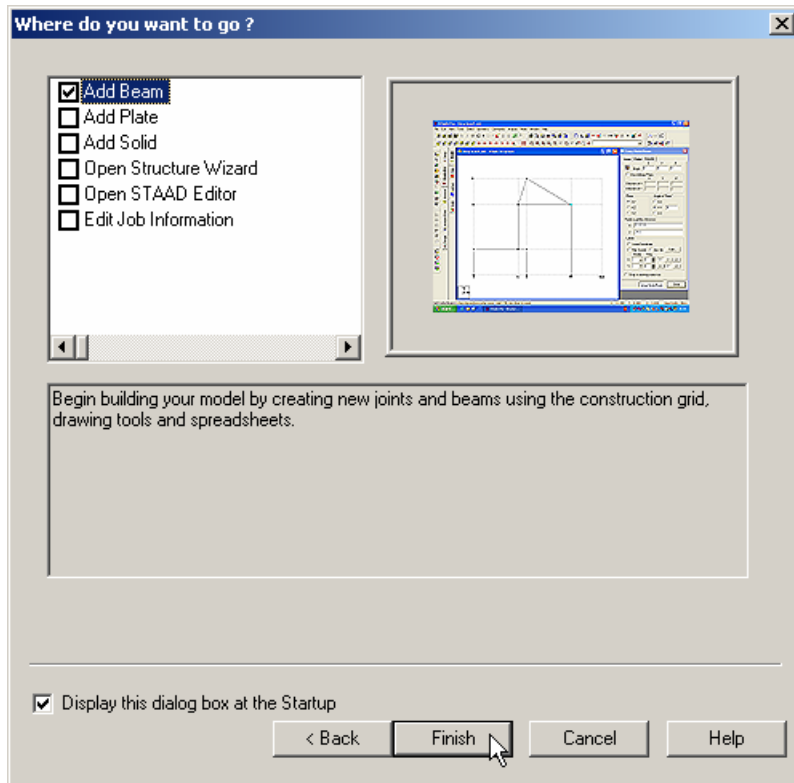 Where do you want to go ?
Add Beam
Add Plate
Add Solid
Open Structure Wizard
Open STAAD Editor
Edit Job Information
Begin building your model by creating new joints and beams using the construction grid,
drawing tools and spreadsheets.
Display this dialog box at the Startup
< Back
Finish
Cancel
Help